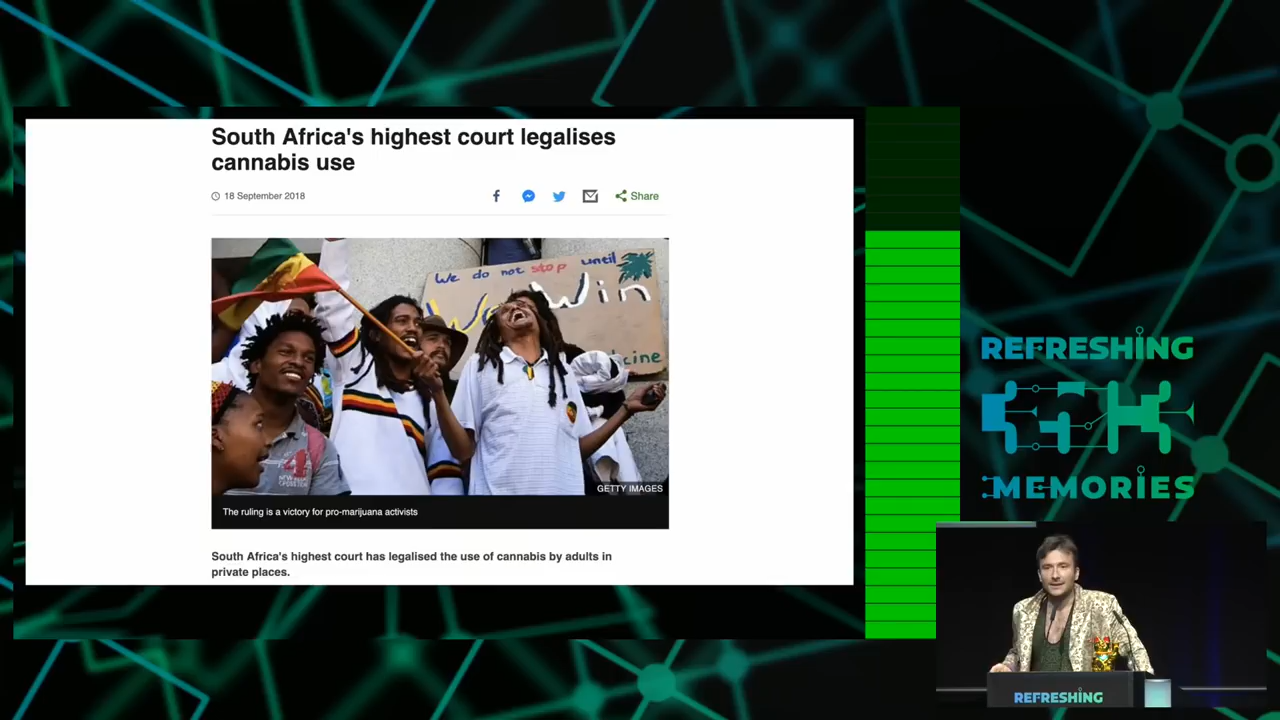 South Africa's highest court legalises
cannabis use
18 September 2018
Share
We do not stop until
Win
cine
GETTY IMAGES
The ruling is a victory for pro-marijuana activists
South Africa's highest court has legalised the use of cannabis by adults in
private places.
REFRESHING
MEMORIES
REFRESHING